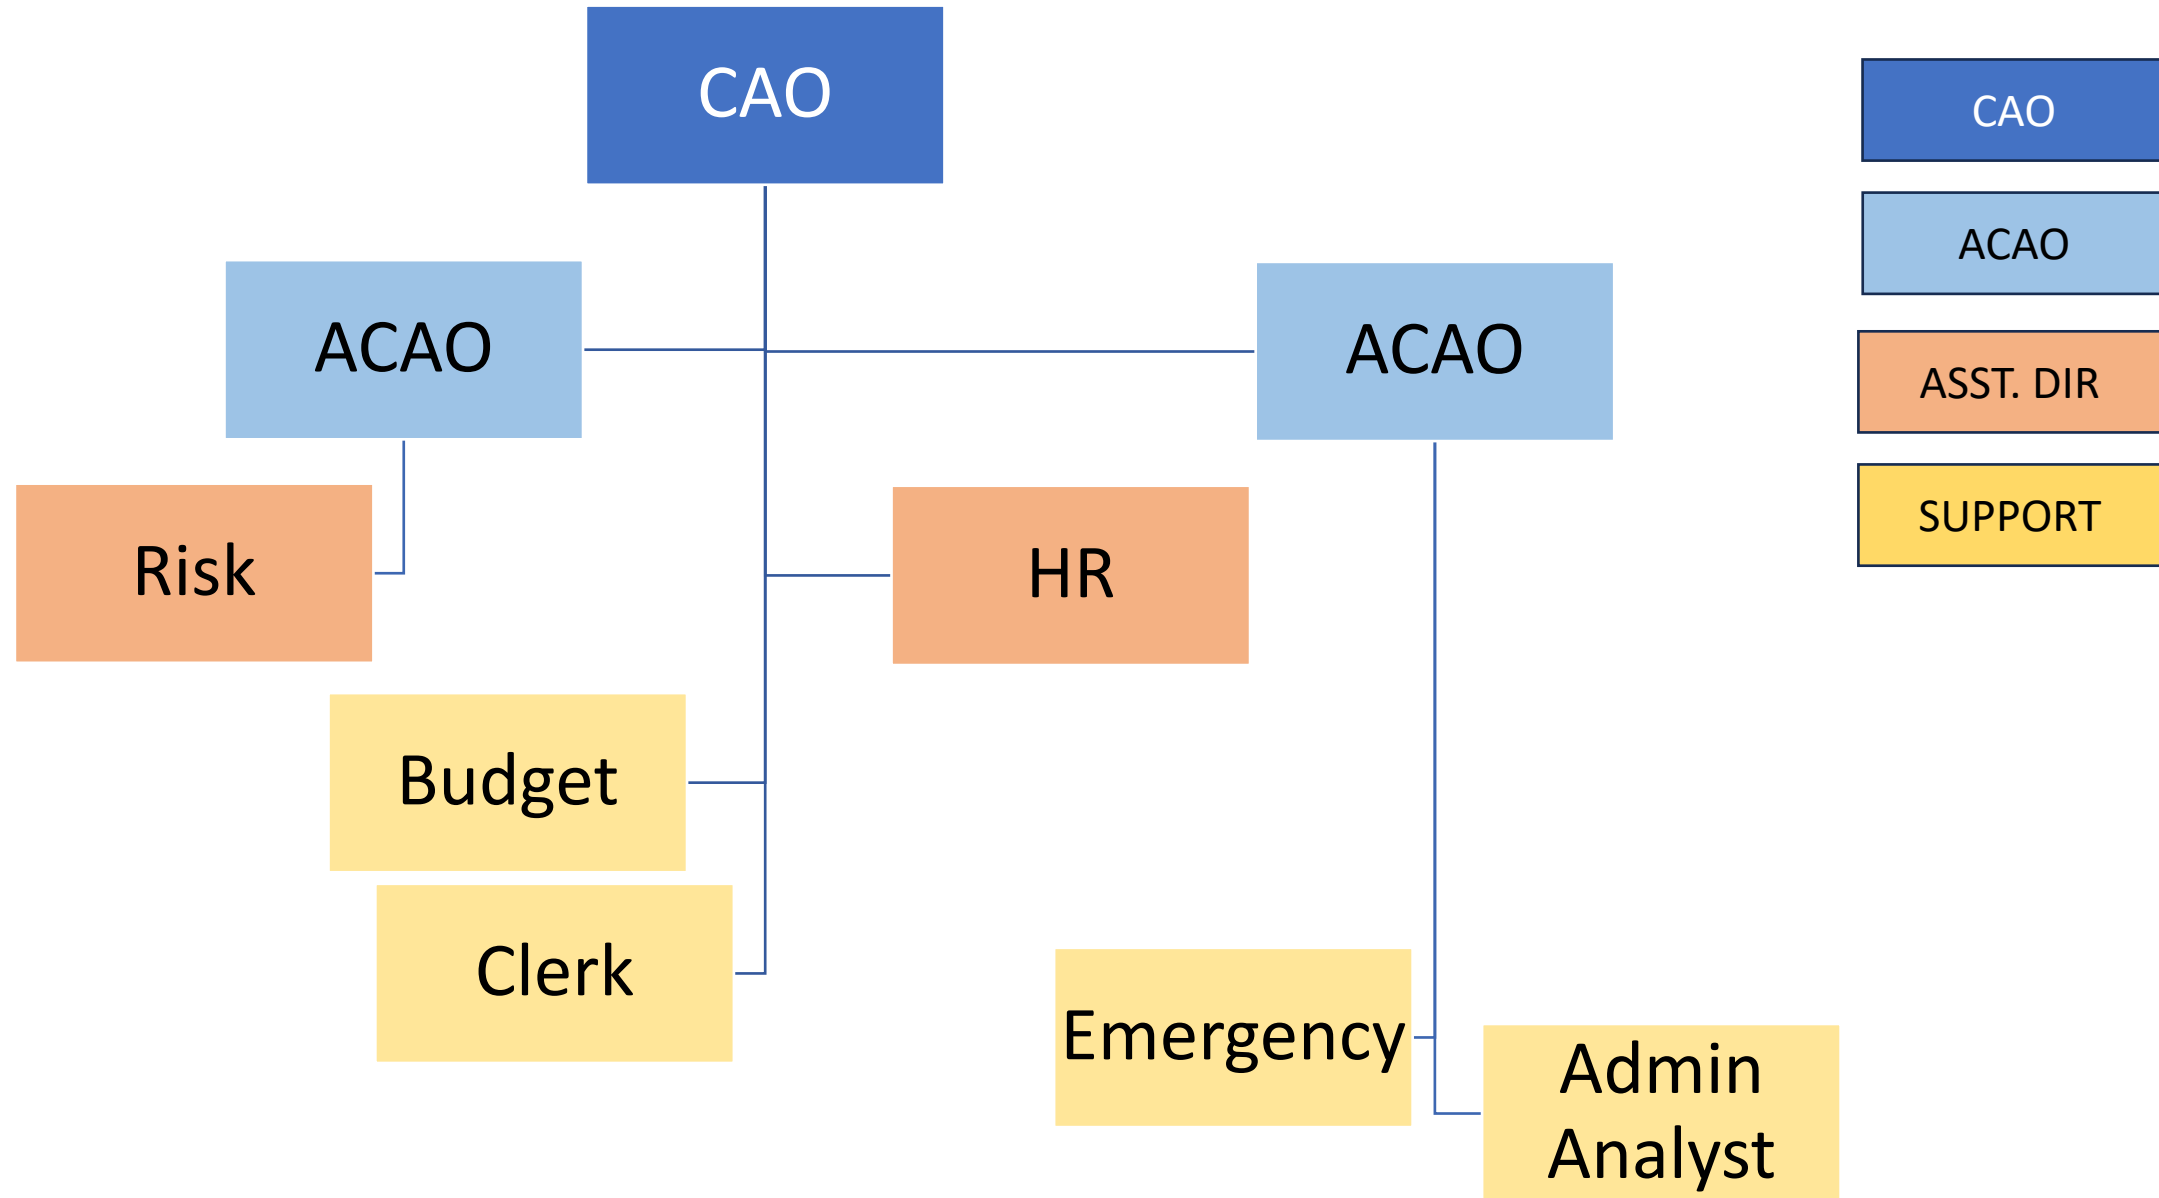 CAO
ACAO
ACAO
Risk
HR
Budget
Clerk
Emergency
Admin
Analyst
CAO
ACAO
ASST. DIR
SUPPORT